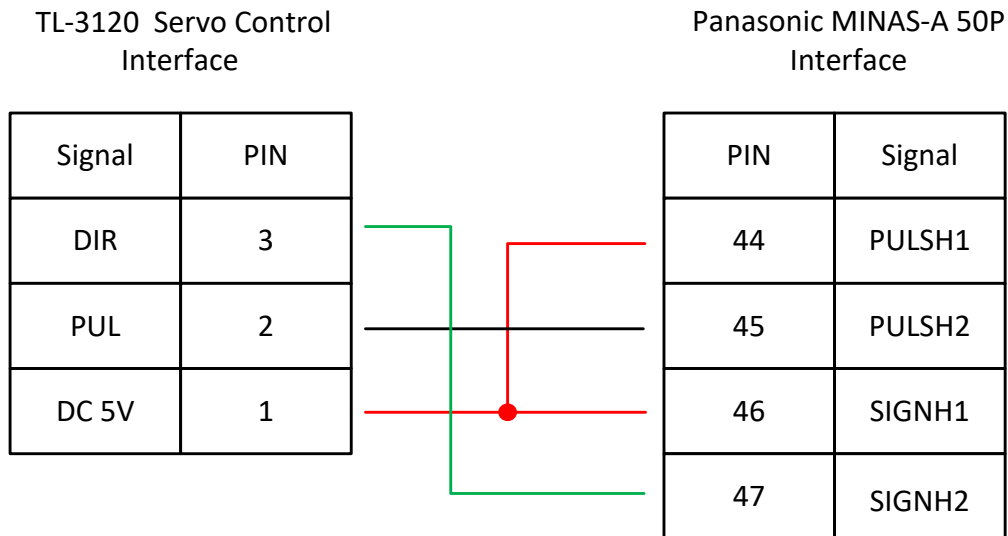 TL-3120 Servo Control
Interface
Panasonic MINAS-A 50P
Interface
Signal PIN
DIR 3
PUL 2
DC 5V 1
PIN Signal
44 PULSH1
45 PULSH2
46 SIGNH1
47 SIGNH2